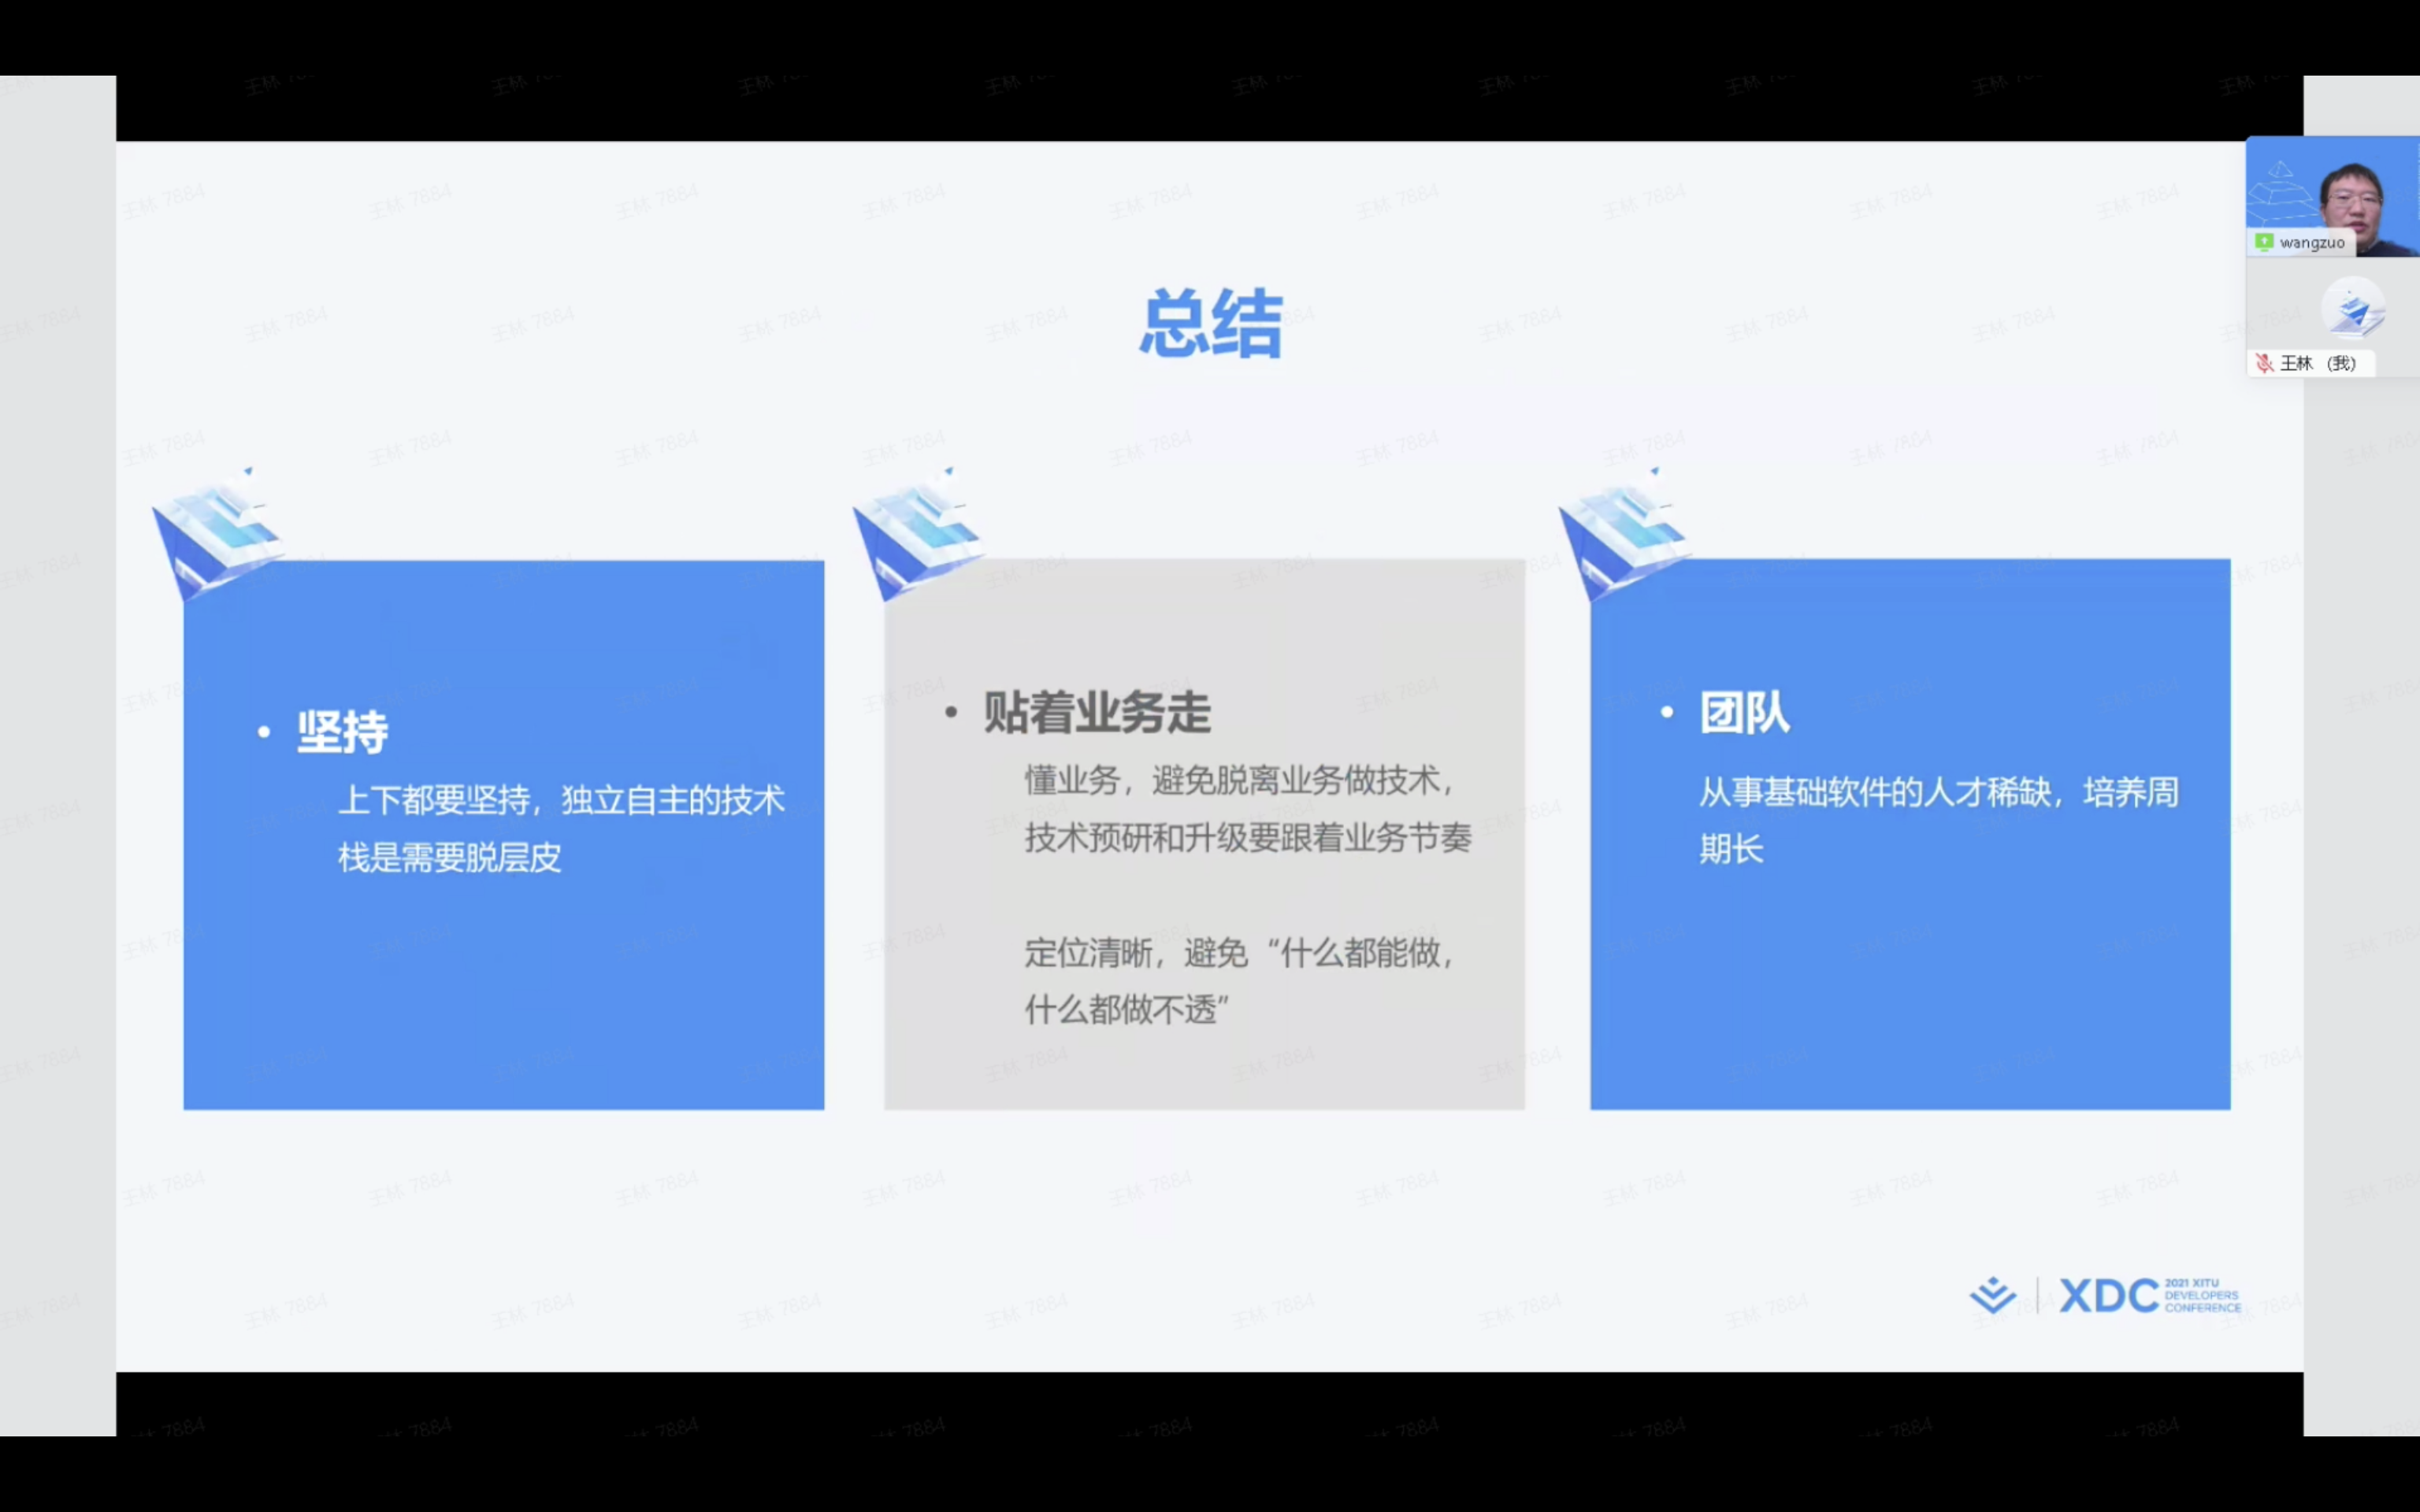 总结
wangzuo
王林 (我)
• 坚持
上下都要坚持，独立自主的技术
栈是需要脱层皮
• 贴着业务走
懂业务，避免脱离业务做技术，
技术预研和升级要跟着业务节奏
定位清晰，避免“什么都能做，
什么都做不透”
• 团队
从事基础软件的人才稀缺，培养周
期长
XDC
2021 XITU
DEVELOPERS
CONFERENCE
王林 7884